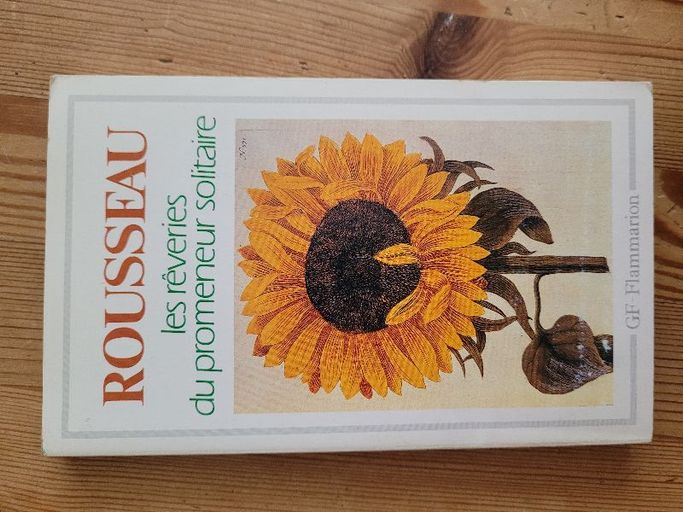 ROUSSEAU
les rêveries
du promeneur solitaire
GF-Flammarion